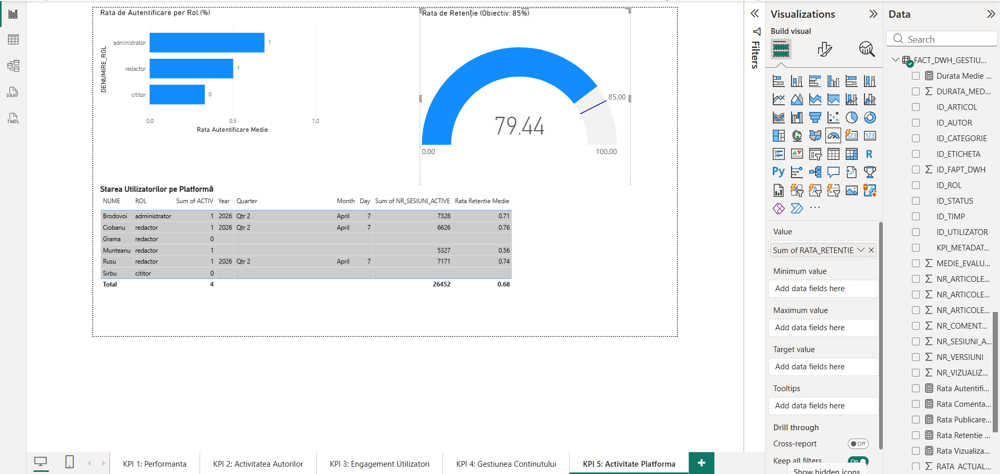 Rata de Autentificare per Rol (%)
DENUMIRE_ROL
administrator
1
redactor
1
cititor
0
0.0
0.5
1.0
Rata Autentificare Medie
Rata de Retenție (Obiectiv: 85%)
85.00
79.44
0.00
100.00
Starea Utilizatorilor pe Platformă
NUME ROL Sum of ACTIV Year Quarter Month Day Sum of NR_SESIUNI_ACTIVE Rata Retentie Medie
Brodovoi administrator 1 2026 Qtr 2 April 7 7328 0.71
Ciobanu redactor 1 2026 Qtr 2 April 7 6626 0.76
Grama redactor 0
Munteanu redactor 1 5327 0.56
Rusu redactor 1 2026 Qtr 2 April 7 7171 0.74
Sirbu cititor 0
Total 4 26452 0.68
KPI 1: Performanta
KPI 2: Activitatea Autorilor
KPI 3: Engagement Utilizatori
KPI 4: Gestiunea Continutului
KPI 5: Activitate Platforma
+
DAX
TMDL
Filters
Visualizations
Build visual
123
123
R
Py
...
Value
Sum of RATA_RETENTIE
Minimum value
Add data fields here
Maximum value
Add data fields here
Target value
Add data fields here
Tooltips
Add data fields here
Drill through
Cross-report
Off
Keep all filters
On
Show hidden icons
Data
Search
FACT_DWH_GESTIU...
Durata Medie ...
DURATA_MED...
ID_ARTICOL
ID_AUTOR
ID_CATEGORIE
ID_ETICHETA
ID_FAPT_DWH
ID_ROL
ID_STATUS
ID_TIMP
ID_UTILIZATOR
KPI_METADAT...
MEDIE_EVALU...
NR_ARTICOLE...
NR_ARTICOLE...
NR_ARTICOLE...
NR_COMENT...
NR_SESIUNI_A...
NR_VERSIUNI
NR_VIZUALIZ...
Rata Autentifi...
Rata Comenta...
Rata Publicare...
Rata Retentie ...
Rata Vizualiza...
RATA_ACTUAL...